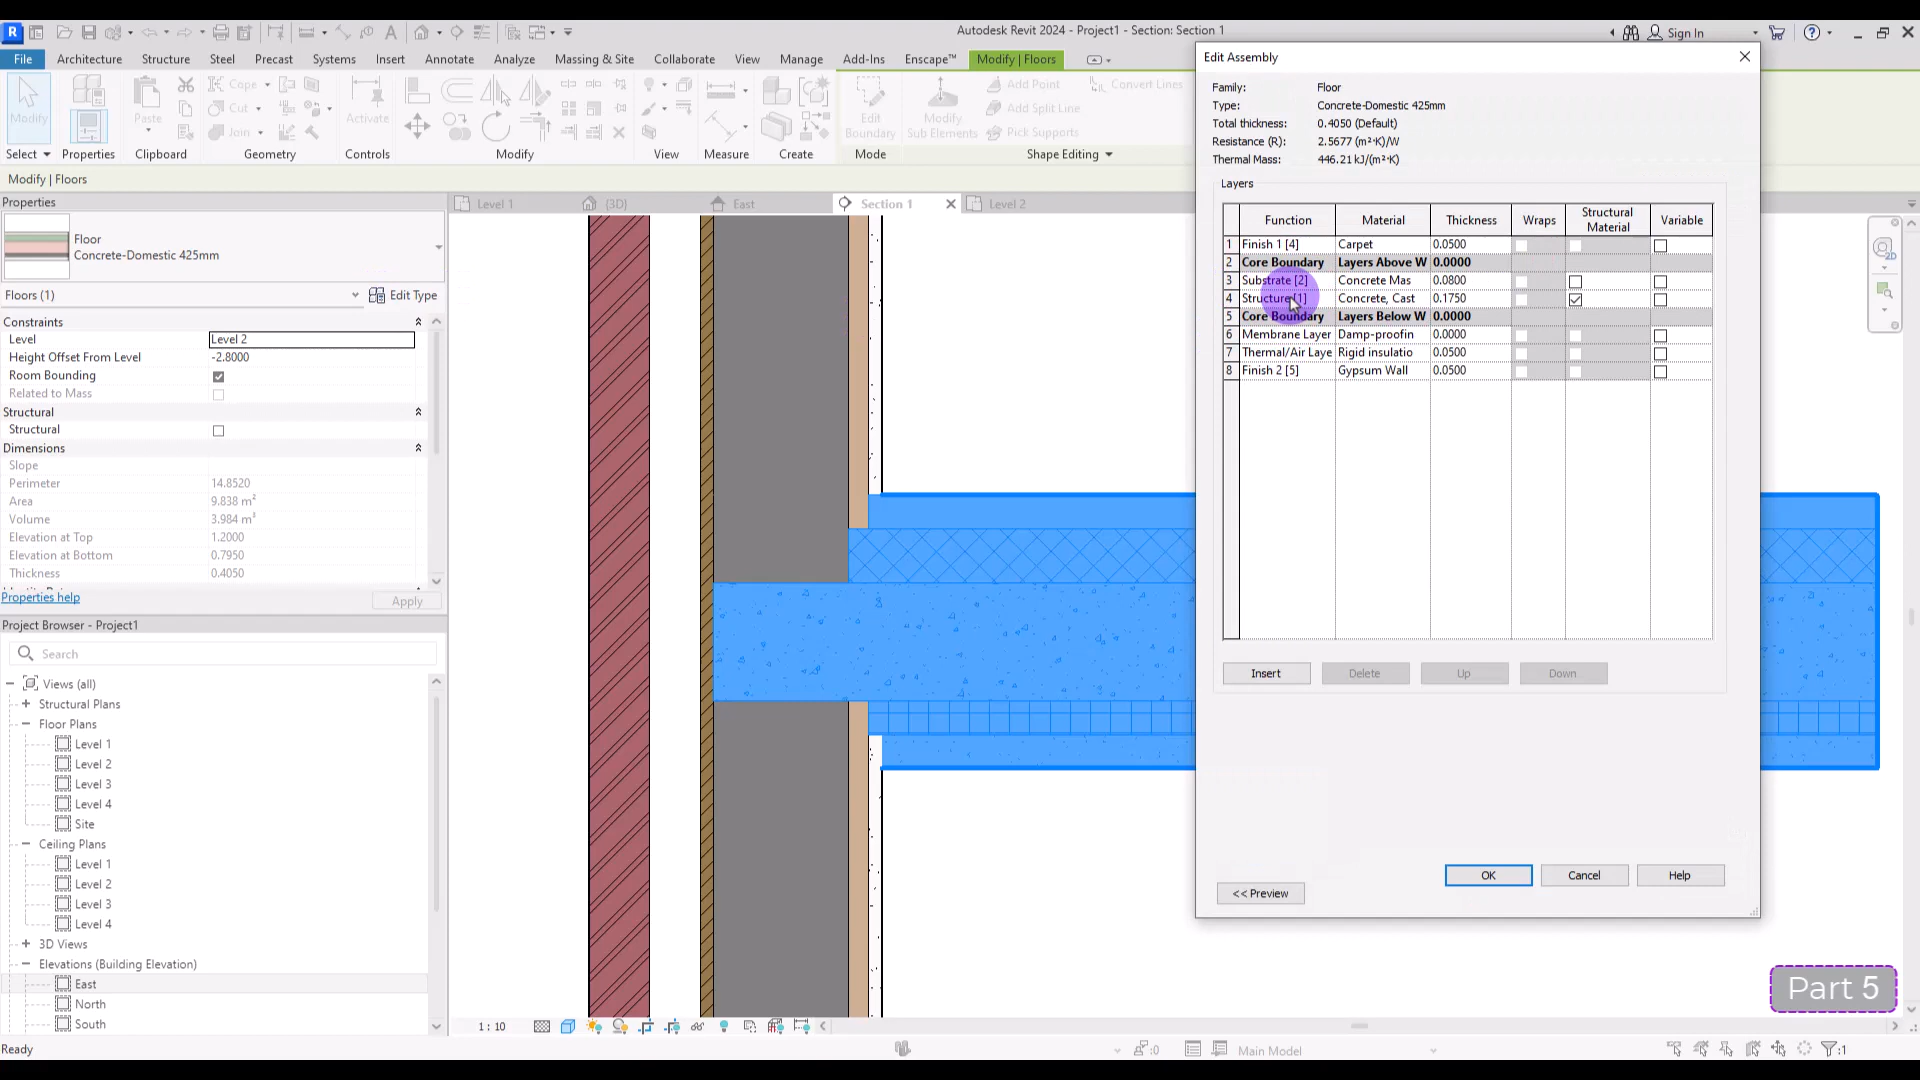 Autodesk Revit 2024 - Project1 - Section: Section 1
Sign In
File Architecture Structure Steel Precast Systems Insert Annotate Analyze Massing & Site Collaborate View Manage Add-Ins Enscape™ Modify | Floors
Modify
Paste
Cope
Cut
Join
Activate
Edit
Boundary
Modify
Sub Elements
Add Point
Add Split Line
Pick Supports
Convert Lines
Select Properties Clipboard Geometry Controls Modify View Measure Create Mode Shape Editing
Modify | Floors
Properties
Floor
Concrete-Domestic 425mm
Floors (1)
Edit Type
Constraints
Level Level 2
Height Offset From Level -2.8000
Room Bounding
Related to Mass
Structural
Structural
Dimensions
Slope
Perimeter 14.8520
Area 9.838 m²
Volume 3.984 m³
Elevation at Top 1.2000
Elevation at Bottom 0.7950
Thickness 0.4050
Properties help
Apply
Project Browser - Project1
Search
Views (all)
Structural Plans
Floor Plans
Level 1
Level 2
Level 3
Level 4
Site
Ceiling Plans
Level 1
Level 2
Level 3
Level 4
3D Views
Elevations (Building Elevation)
East
North
South
Level 1 {3D} East Section 1 Level 2
Edit Assembly
Family: Floor
Type: Concrete-Domestic 425mm
Total thickness: 0.4050 (Default)
Resistance (R): 2.5677 (m²·K)/W
Thermal Mass: 446.21 kJ/(m²·K)
Layers
Function Material Thickness Wraps Structural Material Variable
1 Finish 1 [4] Carpet 0.0500
2 Core Boundary Layers Above W 0.0000
3 Substrate [2] Concrete Mas 0.0800
4 Structure [1] Concrete, Cast 0.1750
5 Core Boundary Layers Below W 0.0000
6 Membrane Layer Damp-proofin 0.0000
7 Thermal/Air Laye Rigid insulatio 0.0500
8 Finish 2 [5] Gypsum Wall 0.0500
Insert Delete Up Down
OK Cancel Help
<< Preview
Part 5
1 : 10
Ready
:0
Main Model
:1